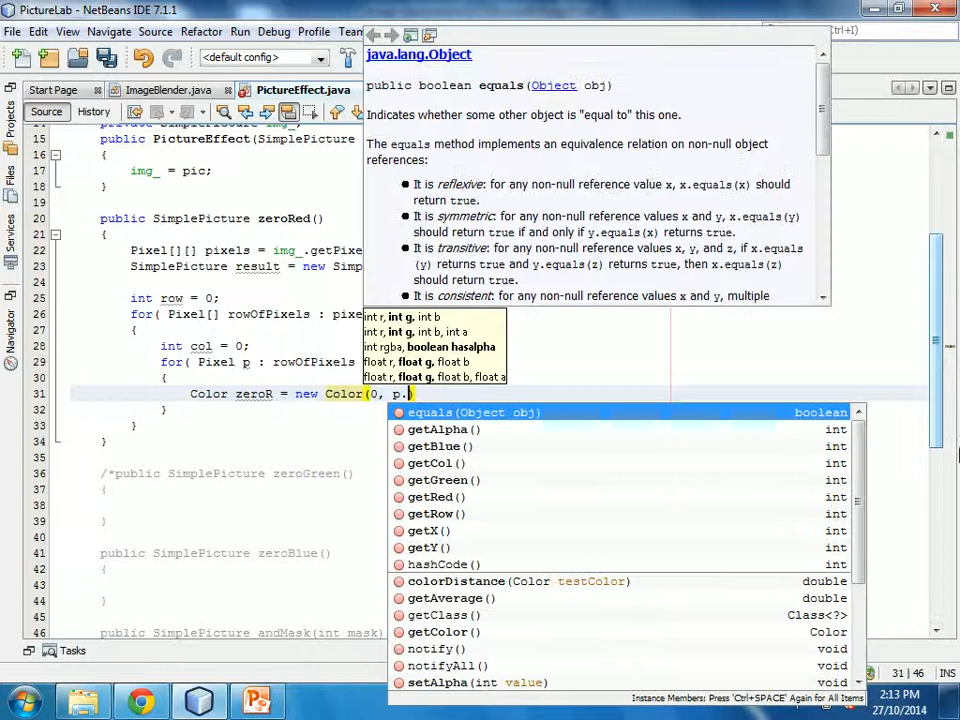 PictureLab - NetBeans IDE 7.1.1
File Edit View Navigate Source Refactor Run Debug Profile Team
<default config>
Start Page ImageBlender.java PictureEffect.java
Source History
Projects
Files
Services
Navigator
15 public PictureEffect(SimplePicture
16 {
17 img_ = pic;
18 }
19
20 public SimplePicture zeroRed()
21 {
22 Pixel[][] pixels = img_.getPixe
23 SimplePicture result = new Simp
24
25 int row = 0;
26 for( Pixel[] rowOfPixels : pixe
27 {
28 int col = 0;
29 for( Pixel p : rowOfPixels
30 {
31 Color zeroR = new Color(0, p.)
32 }
33 }
34 }
35
36 /*public SimplePicture zeroGreen()
37 {
38
39 }
40
41 public SimplePicture zeroBlue()
42 {
43
44 }
45
46 public SimplePicture andMask(int mask)
java.lang.Object
public boolean equals(Object obj)
Indicates whether some other object is "equal to" this one.
The equals method implements an equivalence relation on non-null object
references:
It is reflexive: for any non-null reference value x, x.equals(x) should
return true.
It is symmetric: for any non-null reference values x and y, x.equals(y)
should return true if and only if y.equals(x) returns true.
It is transitive: for any non-null reference values x, y, and z, if x.equals
(y) returns true and y.equals(z) returns true, then x.equals(z)
should return true.
It is consistent: for any non-null reference values x and y, multiple
int r, int g, int b
int r, int g, int b, int a
int rgba, boolean hasalpha
float r, float g, float b
float r, float g, float b, float a
equals(Object obj) boolean
getAlpha() int
getBlue() int
getCol() int
getGreen() int
getRed() int
getRow() int
getX() int
getY() int
hashCode() int
colorDistance(Color testColor) double
getAverage() double
getClass() Class<?>
getColor() Color
notify() void
notifyAll() void
setAlpha(int value) void
Instance Members: Press 'Ctrl+SPACE' Again for All Items
Tasks
31 | 46 INS
2:13 PM
27/10/2014